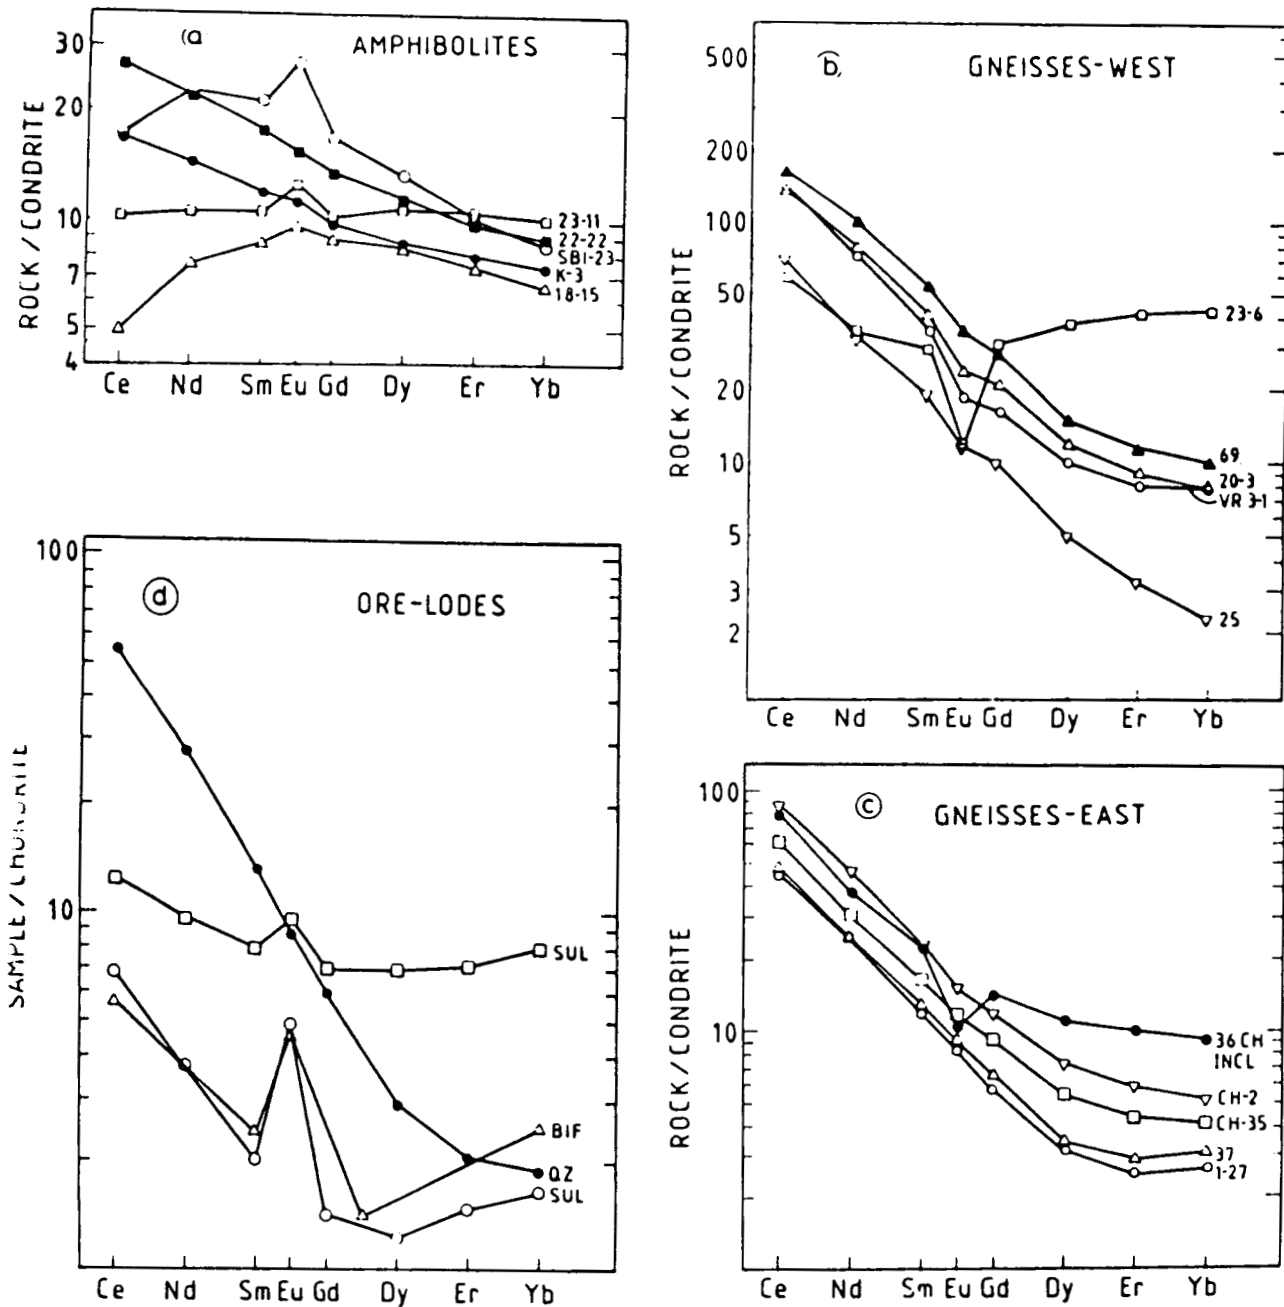 (a AMPHIBOLITES
ROCK/CONDRITE
30
20
10
7
5
4
23-11
22-22
SBI-23
K-3
18-15
Ce Nd Sm Eu Gd Dy Er Yb
b GNEISSES-WEST
ROCK/CONDRITE
500
200
100
50
20
10
5
3
2
23-6
69
20-3
VR 3-1
25
Ce Nd Sm Eu Gd Dy Er Yb
d ORE-LODES
100
10
SUL
BIF
QZ
SUL
Ce Nd Sm Eu Gd Dy Er Yb
c GNEISSES-EAST
ROCK/CONDRITE
100
10
36 CH
INCL
CH-2
CH-35
37
1-27
Ce Nd Sm Eu Gd Dy Er Yb